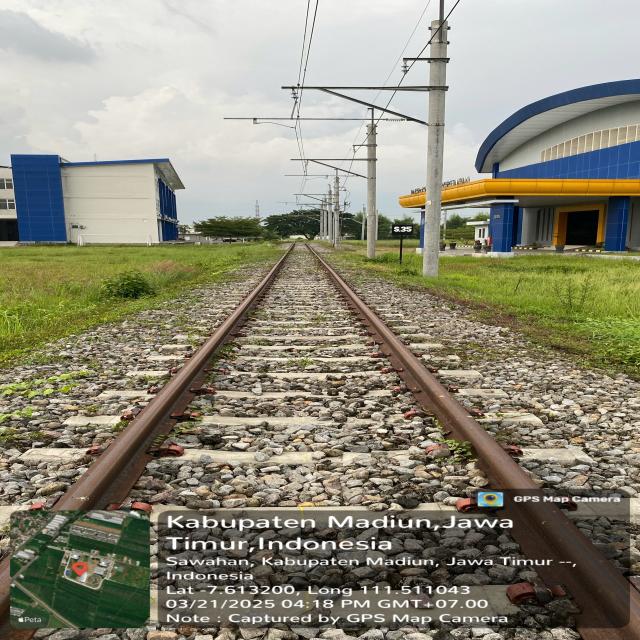 S.35
GPS Map Camera
Kabupaten Madiun,Jawa
Timur,Indonesia
Sawahan, Kabupaten Madiun, Jawa Timur --,
Indonesia
Lat -7.613200, Long 111.511043
03/21/2025 04:18 PM GMT+07.00
Note : Captured by GPS Map Camera
Peta